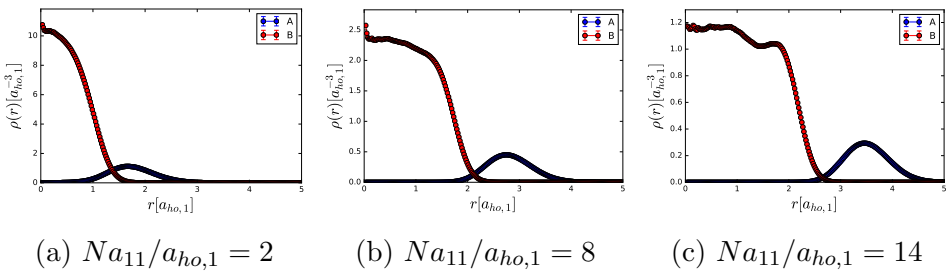 10
8
6
4
2
0
ρ(r)[a_{ho,1}^{-3}]
0 1 2 3 4 5
r[a_{ho,1}]
A
B
2.5
2.0
1.5
1.0
0.5
0.0
ρ(r)[a_{ho,1}^{-3}]
0 1 2 3 4 5
r[a_{ho,1}]
A
B
1.2
1.0
0.8
0.6
0.4
0.2
0.0
ρ(r)[a_{ho,1}^{-3}]
0 1 2 3 4 5
r[a_{ho,1}]
A
B
(a) Na_{11}/a_{ho,1} = 2
(b) Na_{11}/a_{ho,1} = 8
(c) Na_{11}/a_{ho,1} = 14